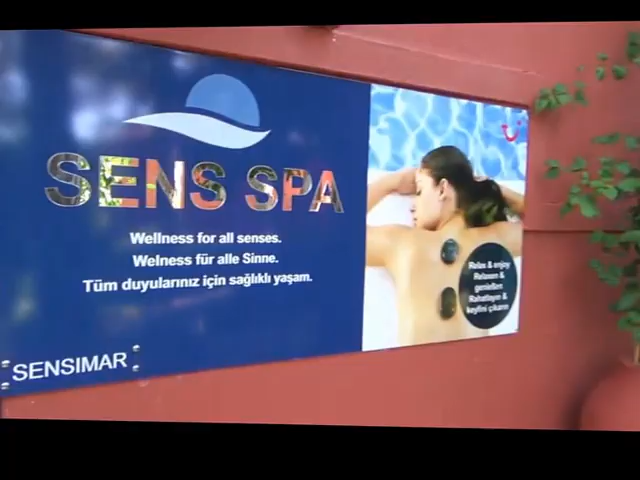 SENS SPA
Wellness for all senses.
Welness für alle Sinne.
Tüm duyularınız için sağlıklı yaşam.
SENSIMAR
Relax & enjoy
Relaxen &
genießen
Rahatlayın &
keyfini çıkarın